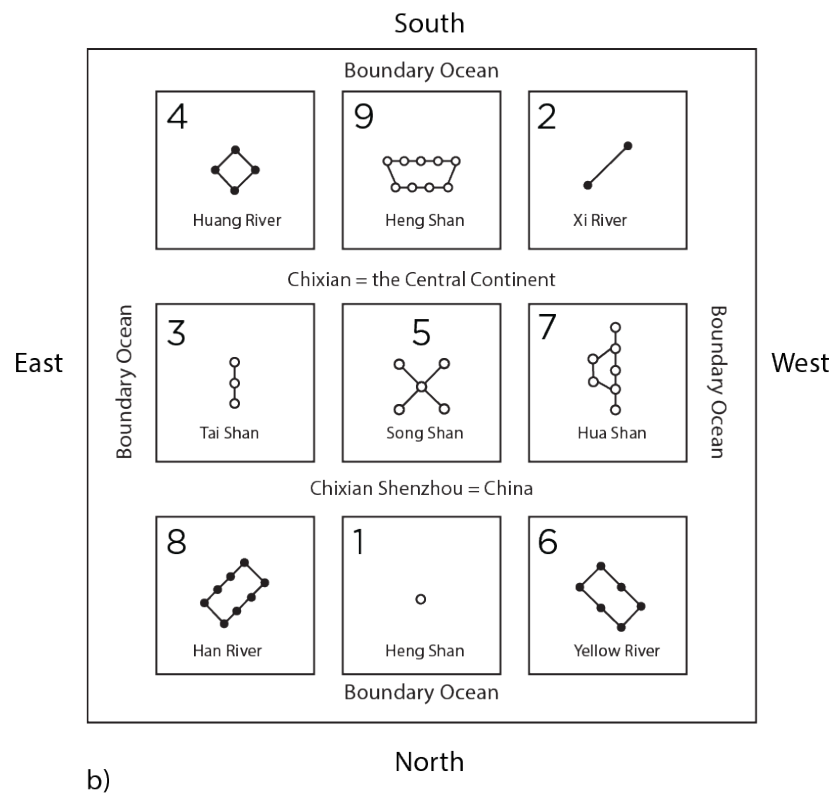 South
Boundary Ocean
4
9
2
Huang River
Heng Shan
Xi River
Chixian = the Central Continent
East
Boundary Ocean
3
5
7
Boundary Ocean
West
Tai Shan
Song Shan
Hua Shan
Chixian Shenzhou = China
8
1
6
Han River
Heng Shan
Yellow River
Boundary Ocean
North
b)